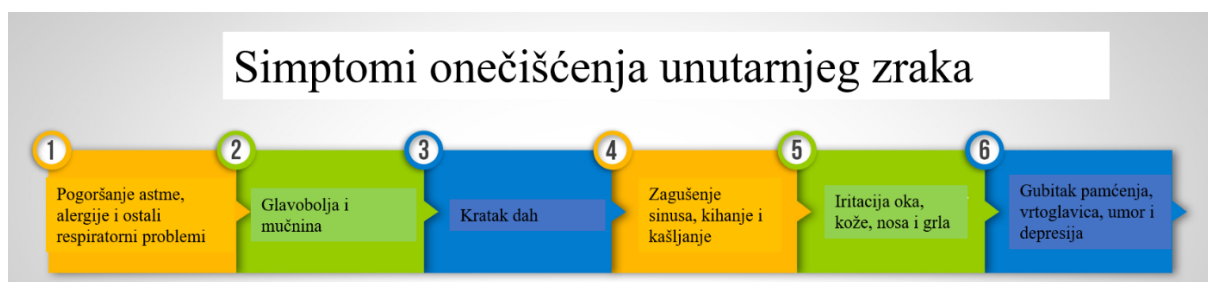 Simptomi onečišćenja unutarnjeg zraka
1
Pogoršanje astme,
alergije i ostali
respiratorni problemi
2
Glavobolja i
mučnina
3
Kratak dah
4
Zagušenje
sinusa, kihanje i
kašljanje
5
Iritacija oka,
kože, nosa i grla
6
Gubitak pamćenja,
vrtoglavica, umor i
depresija